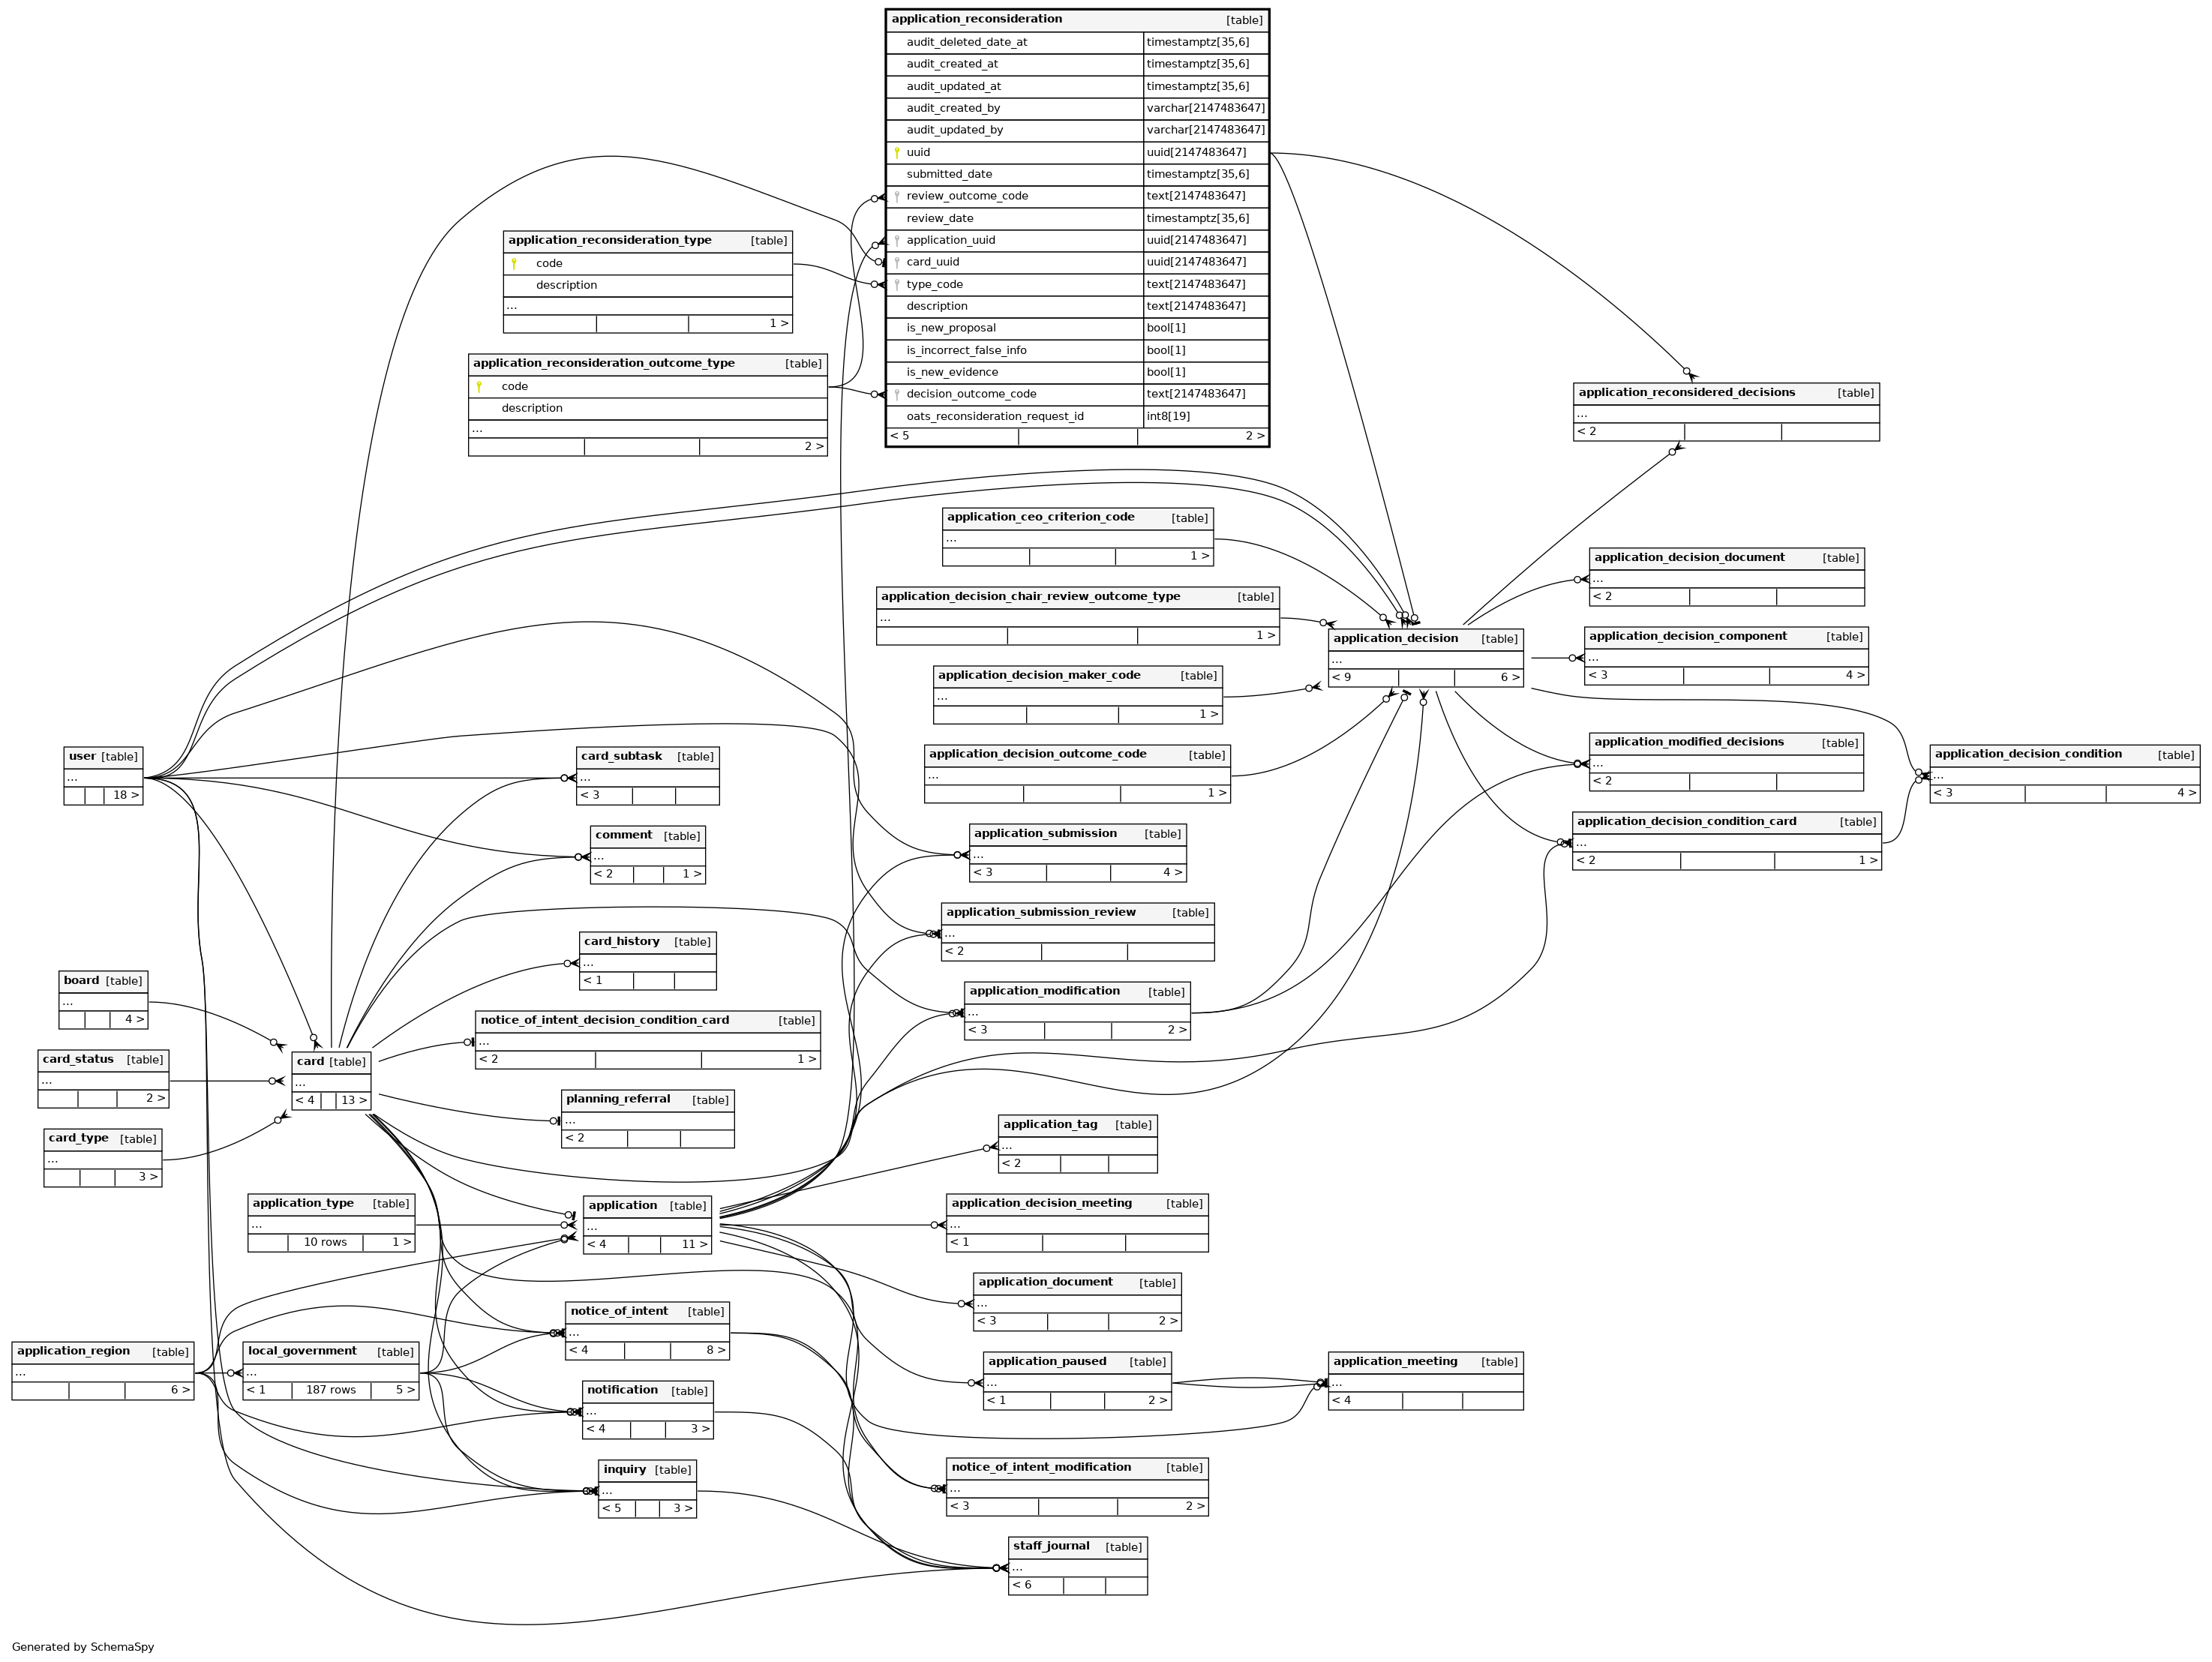 application_reconsideration [table]
audit_deleted_date_at timestamptz[35,6]
audit_created_at timestamptz[35,6]
audit_updated_at timestamptz[35,6]
audit_created_by varchar[2147483647]
audit_updated_by varchar[2147483647]
uuid uuid[2147483647]
submitted_date timestamptz[35,6]
review_outcome_code text[2147483647]
review_date timestamptz[35,6]
application_uuid uuid[2147483647]
card_uuid uuid[2147483647]
type_code text[2147483647]
description text[2147483647]
is_new_proposal bool[1]
is_incorrect_false_info bool[1]
is_new_evidence bool[1]
decision_outcome_code text[2147483647]
oats_reconsideration_request_id int8[19]
< 5 2 >
application_reconsideration_type [table]
code
description
...
1 >
application_reconsideration_outcome_type [table]
code
description
...
2 >
application_reconsidered_decisions [table]
...
< 2
application_ceo_criterion_code [table]
...
1 >
application_decision_chair_review_outcome_type [table]
...
1 >
application_decision_maker_code [table]
...
1 >
application_decision_outcome_code [table]
...
1 >
application_decision [table]
...
< 9 6 >
application_decision_document [table]
...
< 2
application_decision_component [table]
...
< 3 4 >
application_modified_decisions [table]
...
< 2
application_decision_condition_card [table]
...
< 2 1 >
application_decision_condition [table]
...
< 3 4 >
user [table]
...
18 >
card_subtask [table]
...
< 3
comment [table]
...
< 2 1 >
application_submission [table]
...
< 3 4 >
application_submission_review [table]
...
< 2
card_history [table]
...
< 1
application_modification [table]
...
< 3 2 >
board [table]
...
4 >
card_status [table]
...
2 >
card_type [table]
...
3 >
card [table]
...
< 4 13 >
notice_of_intent_decision_condition_card [table]
...
< 2 1 >
planning_referral [table]
...
< 2
application_tag [table]
...
< 2
application_type [table]
...
10 rows 1 >
application [table]
...
< 4 11 >
application_decision_meeting [table]
...
< 1
application_document [table]
...
< 3 2 >
notice_of_intent [table]
...
< 4 8 >
application_region [table]
...
6 >
local_government [table]
...
< 1 187 rows 5 >
application_paused [table]
...
< 1 2 >
application_meeting [table]
...
< 4
notification [table]
...
< 4 3 >
inquiry [table]
...
< 5 3 >
notice_of_intent_modification [table]
...
< 3 2 >
staff_journal [table]
...
< 6
Generated by SchemaSpy